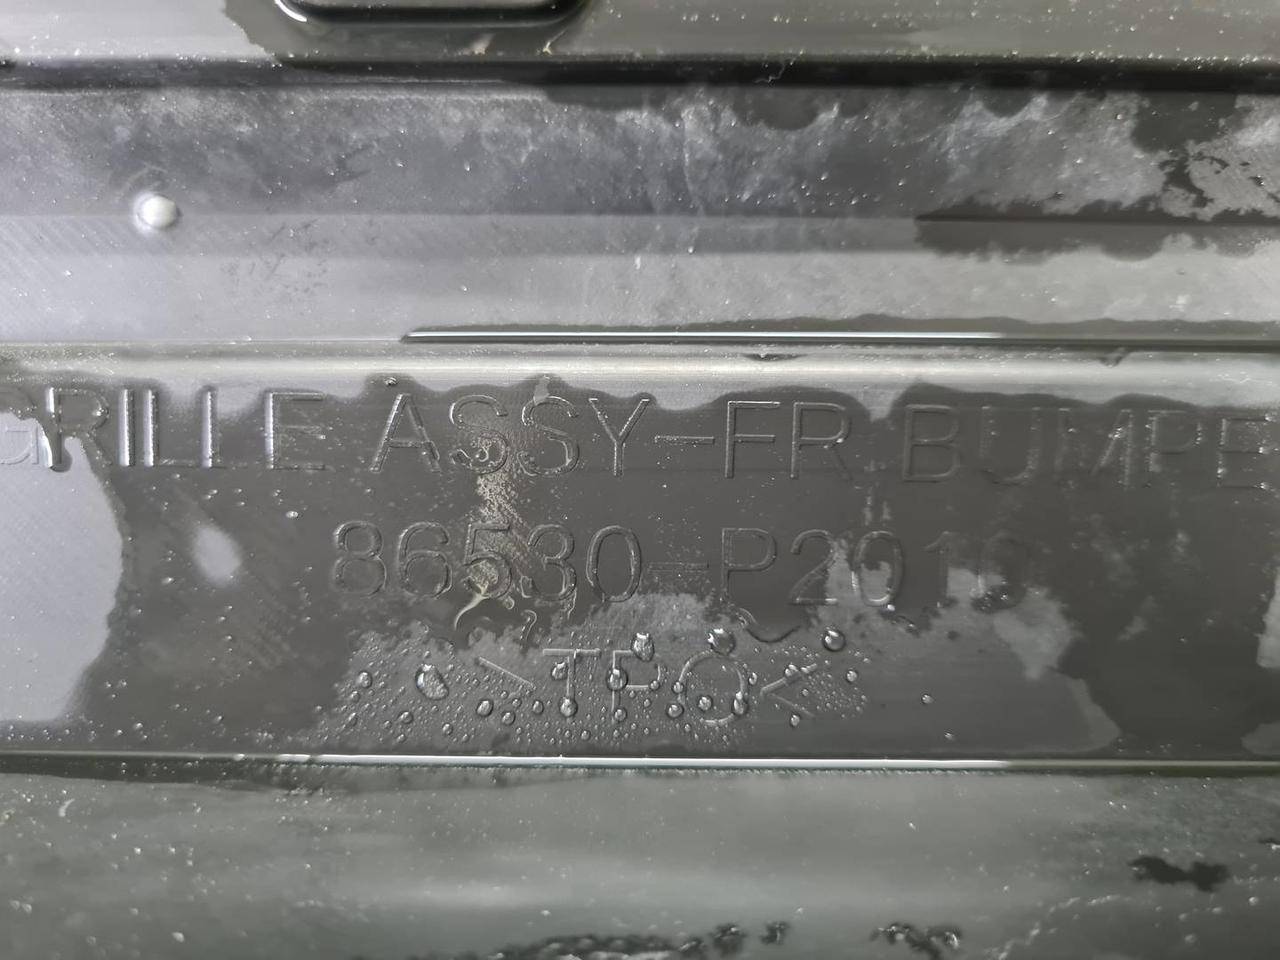 GRILLE ASSY-FR BUMPE
86530-P2010
>TPO<